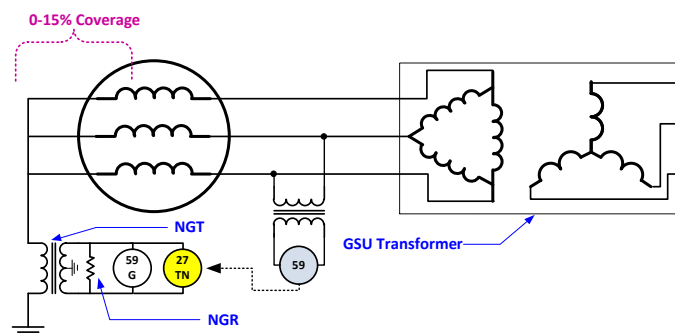 0-15% Coverage
NGT
59
G
27
TN
59
GSU Transformer
NGR